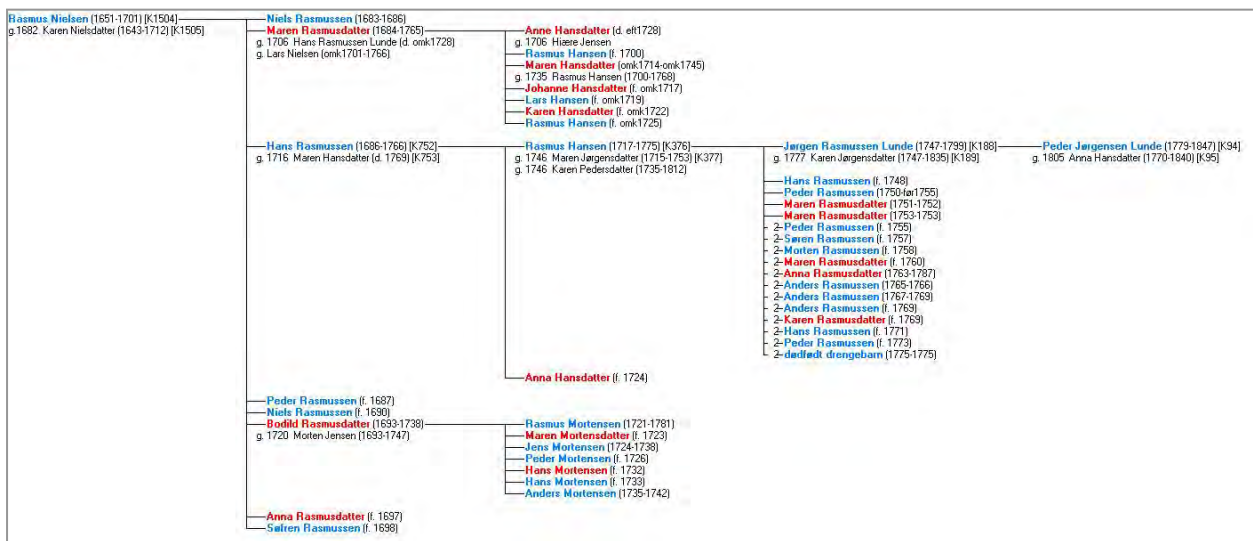 Rasmus Nielsen (1651-1701) [K1504]
g.1682 Karen Nielsdatter (1643-1712) [K1505]
Niels Rasmussen (1683-1686)
Maren Rasmusdatter (1684-1765)
g. 1706 Hans Rasmussen Lunde (d. omk1728)
g. Lars Nielsen (omk1701-1766)
Anne Hansdatter (d. eft1728)
g. 1706 Hiære Jensen
Rasmus Hansen (f. 1700)
Maren Hansdatter (omk1714-omk1745)
g. 1735 Rasmus Hansen (1700-1768)
Johanne Hansdatter (f. omk1717)
Lars Hansen (f. omk1719)
Karen Hansdatter (f. omk1722)
Rasmus Hansen (f. omk1725)
Hans Rasmussen (1686-1766) [K752]
g. 1716 Maren Hansdatter (d. 1769) [K753]
Rasmus Hansen (1717-1775) [K376]
g. 1746 Maren Jørgensdatter (1715-1753) [K377]
g. 1746 Karen Pedersdatter (1735-1812)
Jørgen Rasmussen Lunde (1747-1799) [K188]
g. 1777 Karen Jørgensdatter (1747-1835) [K189]
Peder Jørgensen Lunde (1779-1847) [K94]
g. 1805 Anna Hansdatter (1770-1840) [K95]
Hans Rasmussen (f. 1748)
Peder Rasmussen (1750-før1755)
Maren Rasmusdatter (1751-1752)
Maren Rasmusdatter (1753-1753)
2-Peder Rasmussen (f. 1755)
2-Søren Rasmussen (f. 1757)
2-Morten Rasmussen (f. 1758)
2-Maren Rasmusdatter (f. 1760)
2-Anna Rasmusdatter (1763-1787)
2-Anders Rasmussen (1765-1766)
2-Anders Rasmussen (1767-1769)
2-Anders Rasmussen (f. 1769)
2-Karen Rasmusdatter (f. 1769)
2-Hans Rasmussen (f. 1771)
2-Peder Rasmussen (f. 1773)
2-dødfødt drengebarn (1775-1775)
Anna Hansdatter (f. 1724)
Peder Rasmussen (f. 1687)
Niels Rasmussen (f. 1690)
Bodild Rasmusdatter (1693-1738)
g. 1720 Morten Jensen (1693-1747)
Rasmus Mortensen (1721-1781)
Maren Mortensdatter (f. 1723)
Jens Mortensen (1724-1738)
Peder Mortensen (f. 1726)
Hans Mortensen (f. 1732)
Hans Mortensen (f. 1733)
Anders Mortensen (1735-1742)
Anna Rasmusdatter (f. 1697)
Søfren Rasmussen (f. 1698)